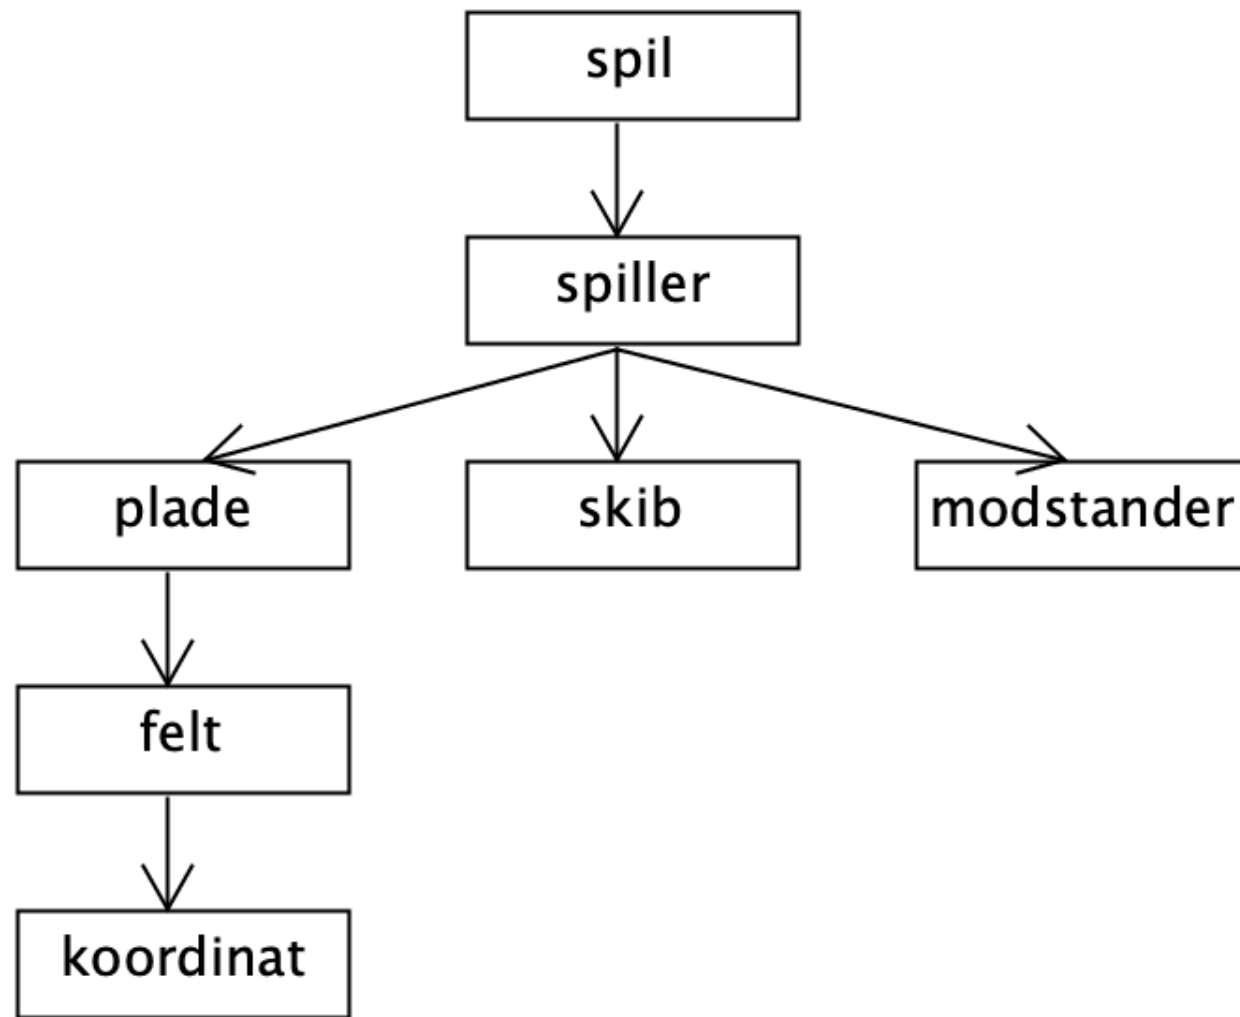 spil
spiller
plade
skib
modstander
felt
koordinat